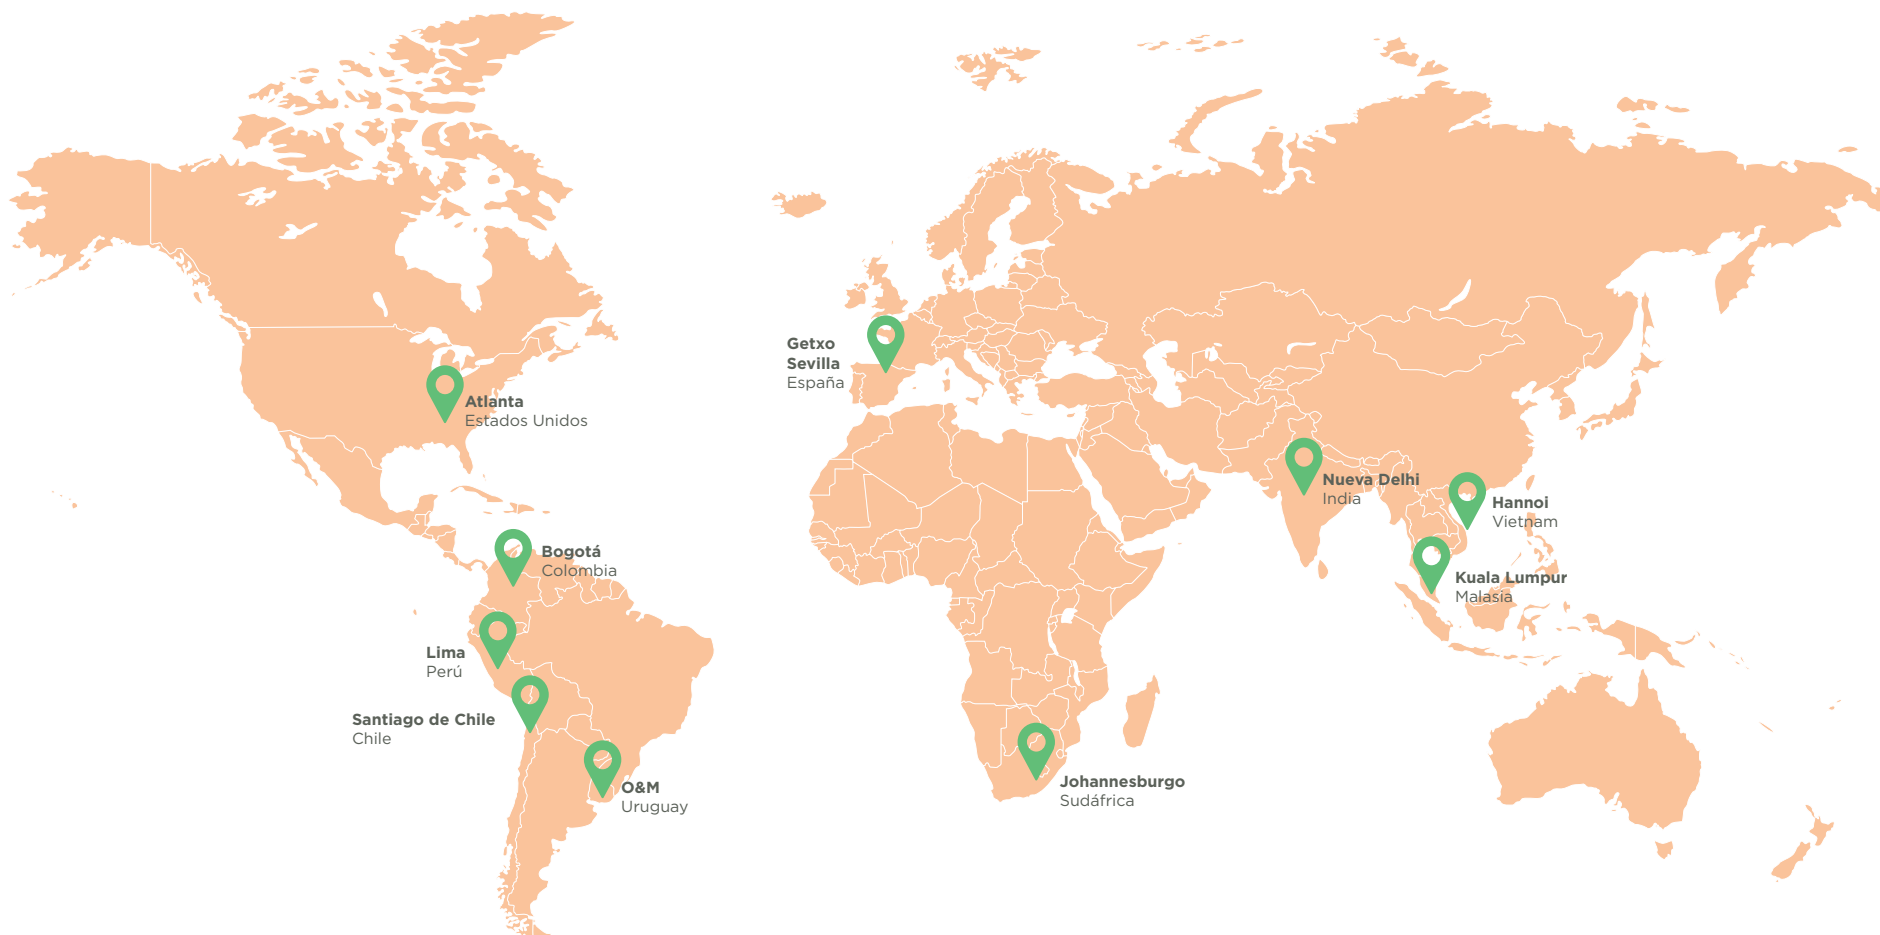 Getxo
Sevilla
España
Atlanta
Estados Unidos
Nueva Delhi
India
Hannoi
Vietnam
Bogotá
Colombia
Kuala Lumpur
Malasia
Lima
Perú
Santiago de Chile
Chile
O&M
Uruguay
Johannesburgo
Sudáfrica